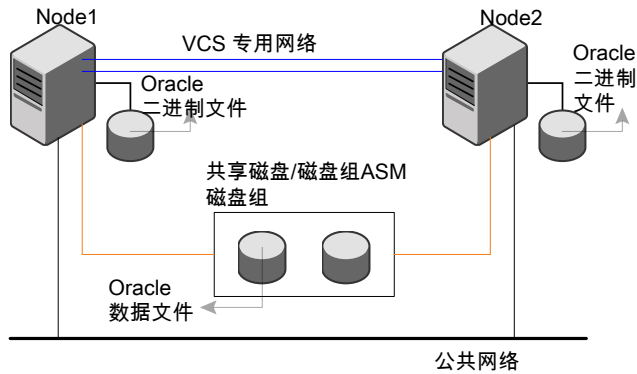 Node1
Node2
VCS 专用网络
Oracle
二进制文件
Oracle
二进制
文件
共享磁盘/磁盘组ASM
磁盘组
Oracle
数据文件
公共网络